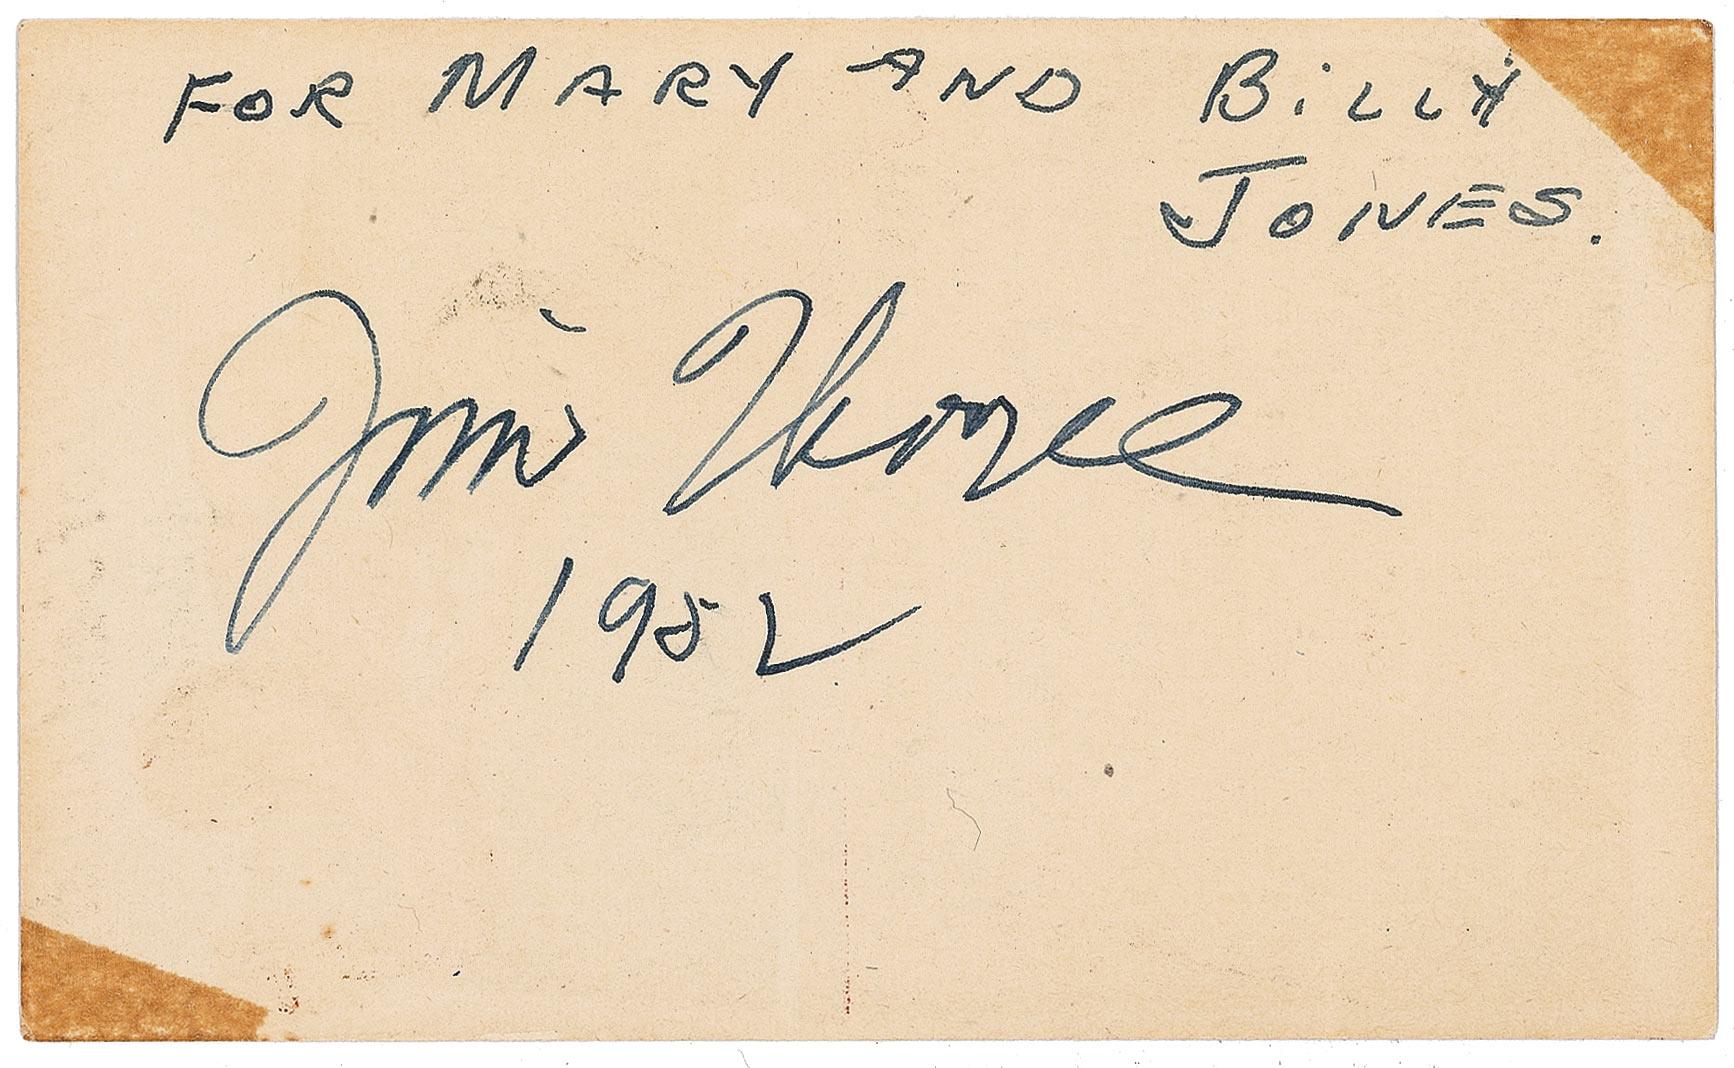 FOR MARY AND BiLLY
JONES.
Jim Thorpe
1952